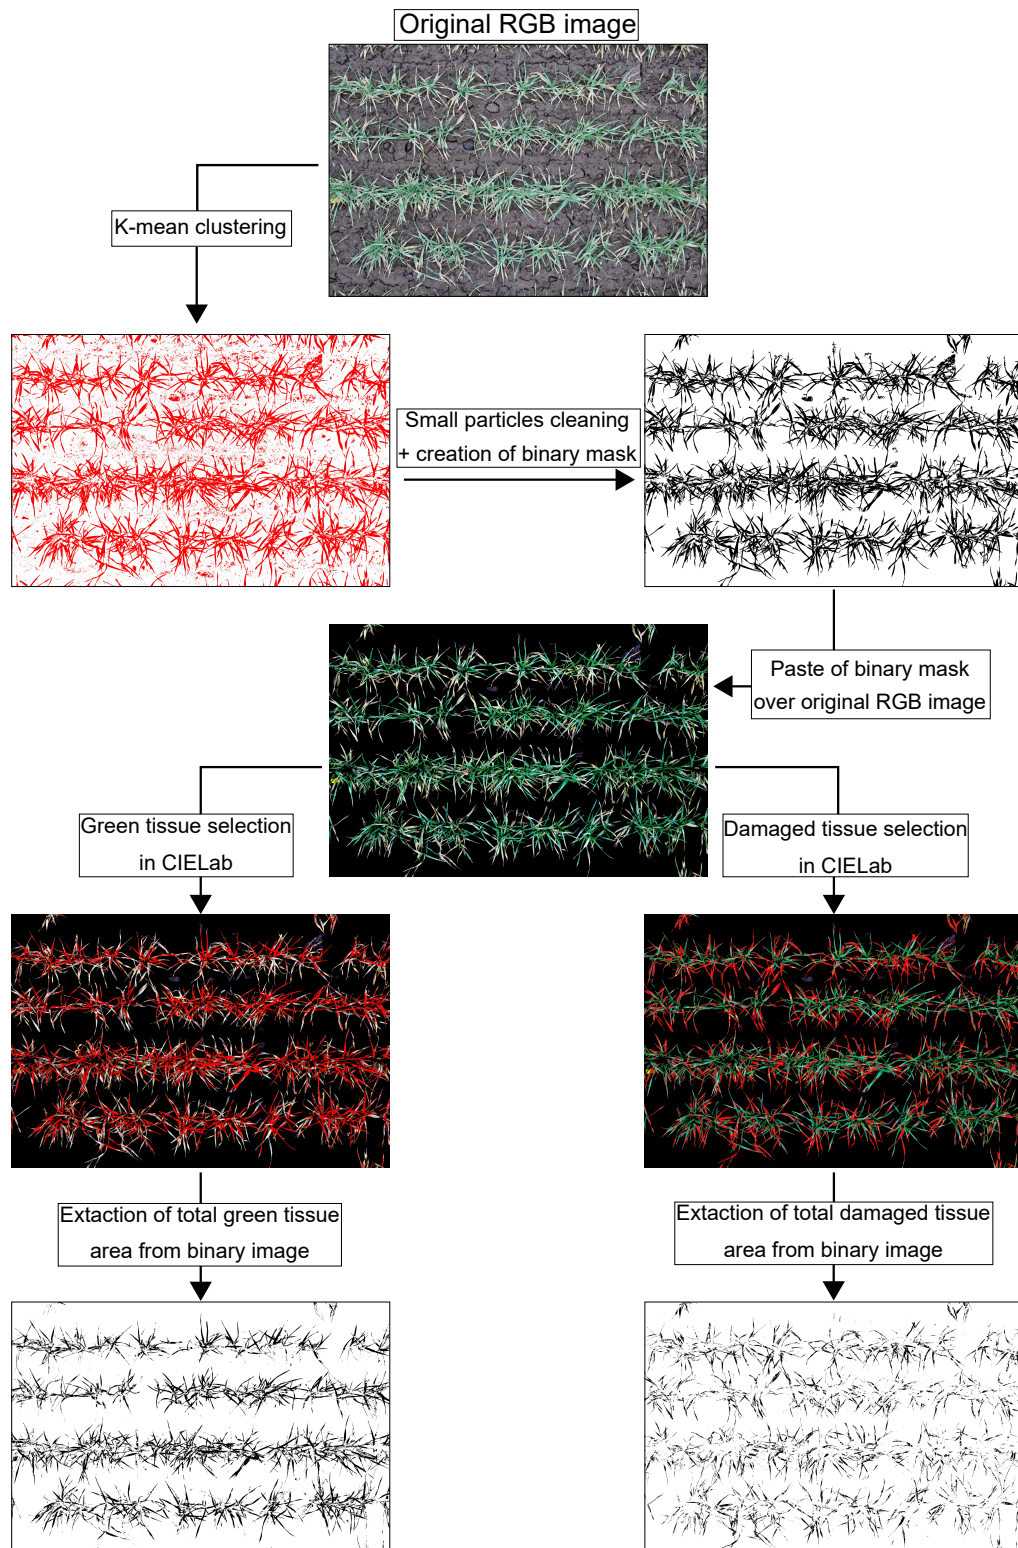 Original RGB image
K-mean clustering
Small particles cleaning
+ creation of binary mask
Paste of binary mask
over original RGB image
Green tissue selection
in CIELab
Damaged tissue selection
in CIELab
Extaction of total green tissue
area from binary image
Extaction of total damaged tissue
area from binary image